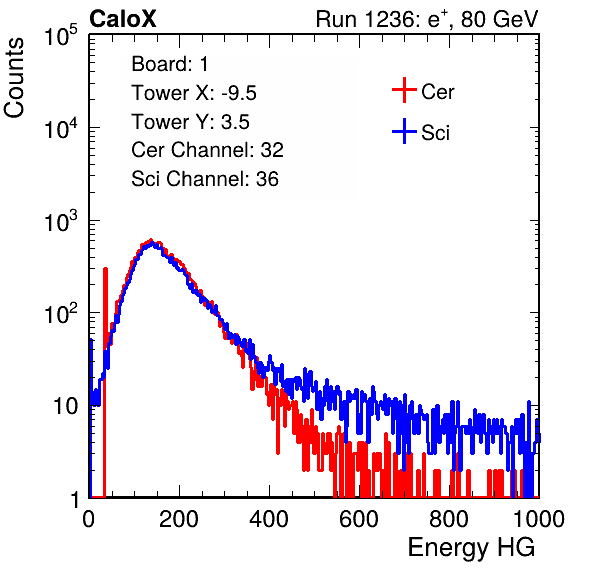 CaloX Run 1236: e⁺, 80 GeV
Counts
Board: 1
Tower X: -9.5
Tower Y: 3.5
Cer Channel: 32
Sci Channel: 36
Cer
Sci
10⁵
10⁴
10³
10²
10
1
0 200 400 600 800 1000
Energy HG